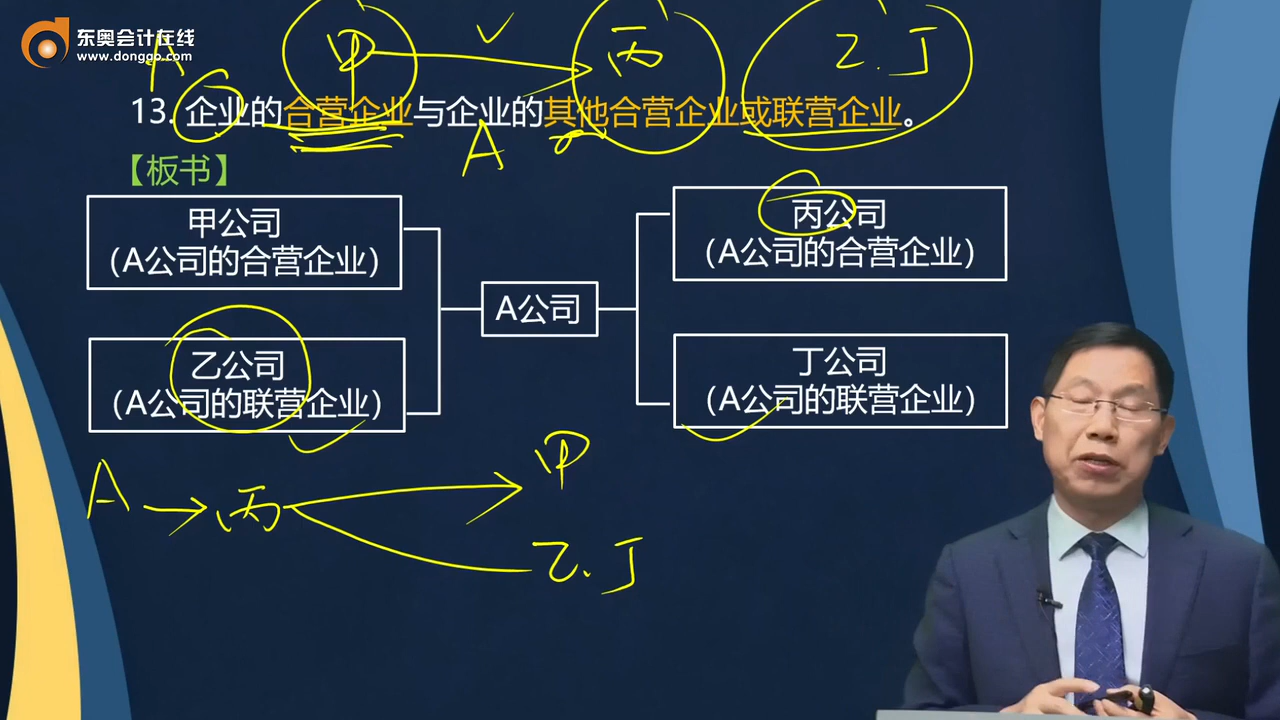 东奥会计在线
www.dongao.com
A 甲 丙 乙.丁
13. 企业的合营企业与企业的其他合营企业或联营企业。
A
【板书】
甲公司
（A公司的合营企业）
丙公司
（A公司的合营企业）
A公司
乙公司
（A公司的联营企业）
丁公司
（A公司的联营企业）
A 丙 甲
乙.丁